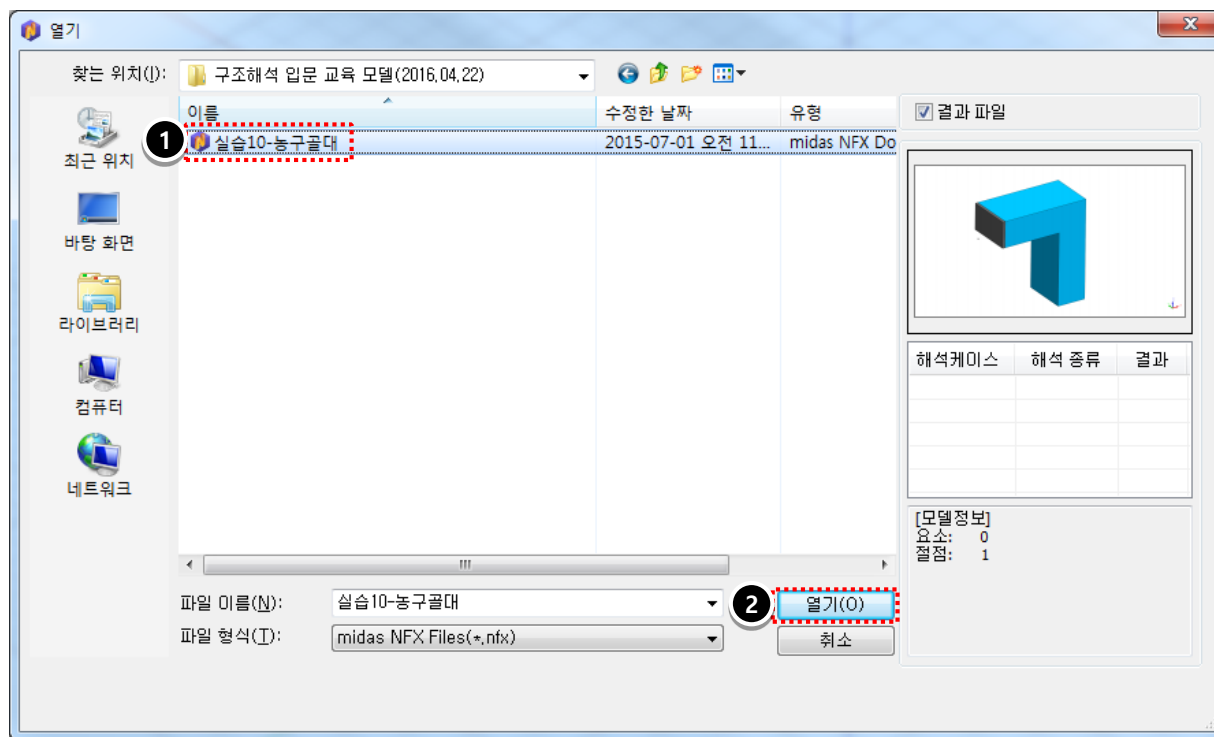 열기
찾는 위치(I):
구조해석 입문 교육 모델(2016,04,22)
최근 위치
바탕 화면
라이브러리
컴퓨터
네트워크
이름
수정한 날짜
유형
1
실습10-농구골대
2015-07-01 오전 11...
midas NFX Do
파일 이름(N):
실습10-농구골대
2
열기(O)
파일 형식(T):
midas NFX Files(*,nfx)
취소
결과 파일
해석케이스
해석 종류
결과
[모델정보]
요소: 0
절점: 1